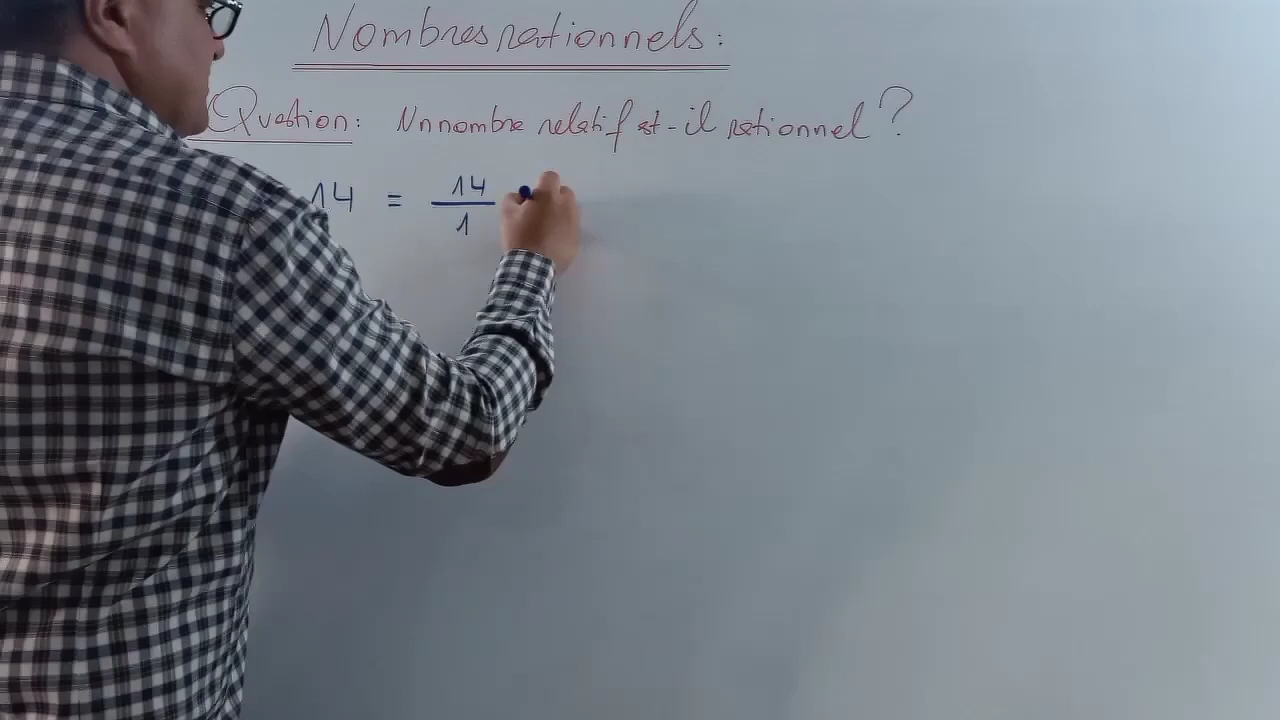 Nombres rationnels :
Question : Un nombre relatif est-il rationnel ?
14 = 14/1